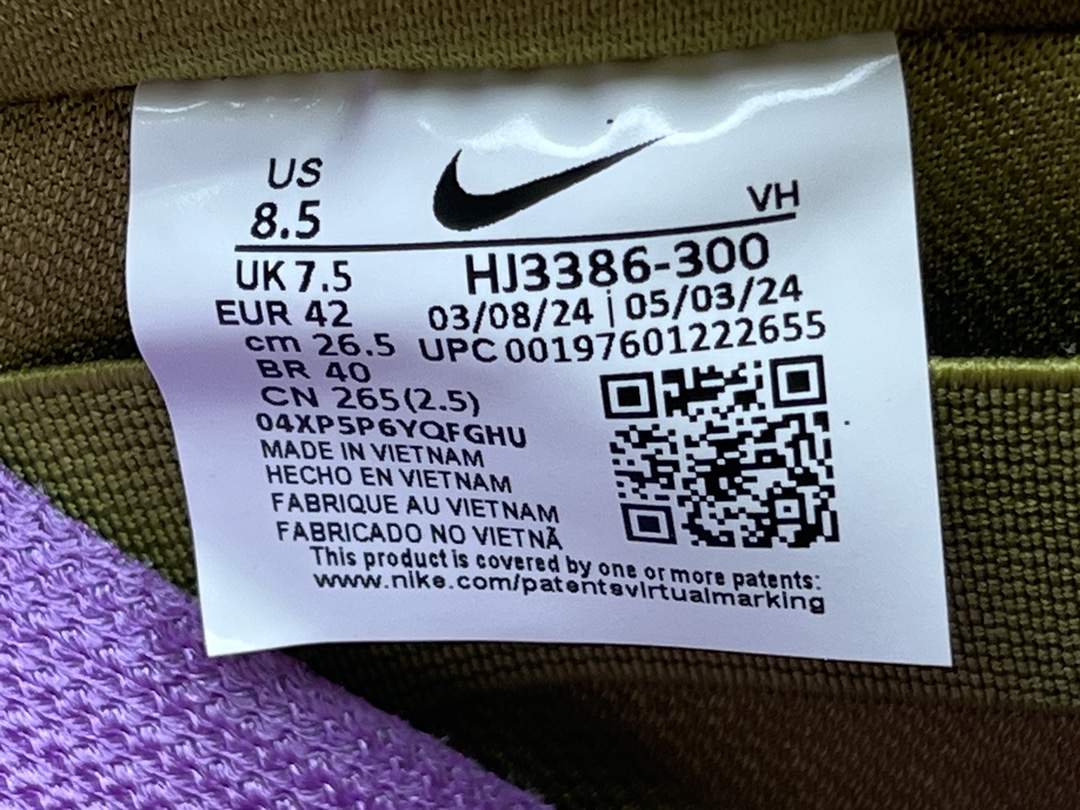 US
8.5
VH
UK 7.5
HJ3386-300
EUR 42
03/08/24 | 05/03/24
cm 26.5
UPC 00197601222655
BR 40
CN 265(2.5)
04XP5P6YQFGHU
MADE IN VIETNAM
HECHO EN VIETNAM
FABRIQUE AU VIETNAM
FABRICADO NO VIETNÃ
This product is covered by one or more patents:
www.nike.com/patentsvirtualmarking